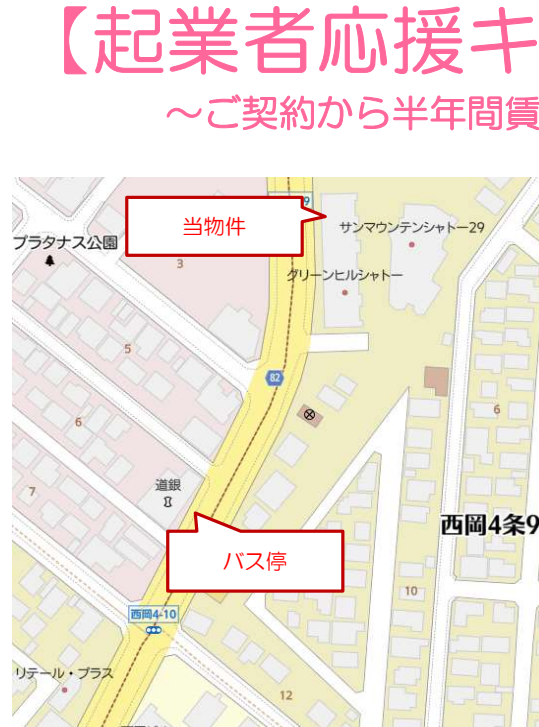 【起業者応援キ
～ご契約から半年間賃
当物件
サンマウンテンシャトー29
プラタナス公園
3
グリーンヒルシャトー
5
82
6
6
道銀
7
西岡4条9
バス停
10
西岡4-10
リテール・プラス
12